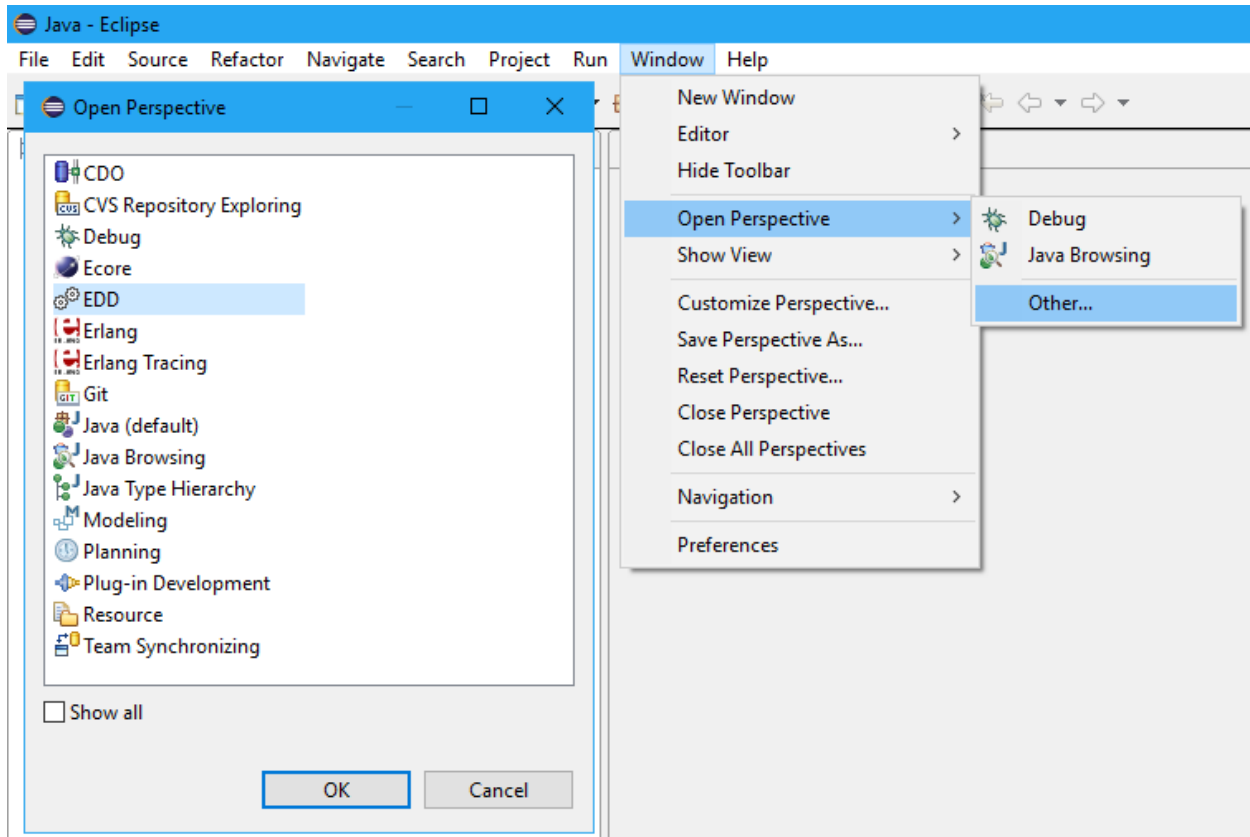 Java - Eclipse
File Edit Source Refactor Navigate Search Project Run Window Help
Open Perspective
CDO
CVS Repository Exploring
Debug
Ecore
EDD
Erlang
Erlang Tracing
Git
Java (default)
Java Browsing
Java Type Hierarchy
Modeling
Planning
Plug-in Development
Resource
Team Synchronizing
Show all
OK Cancel
New Window
Editor
Hide Toolbar
Open Perspective
Show View
Customize Perspective...
Save Perspective As...
Reset Perspective...
Close Perspective
Close All Perspectives
Navigation
Preferences
Debug
Java Browsing
Other...